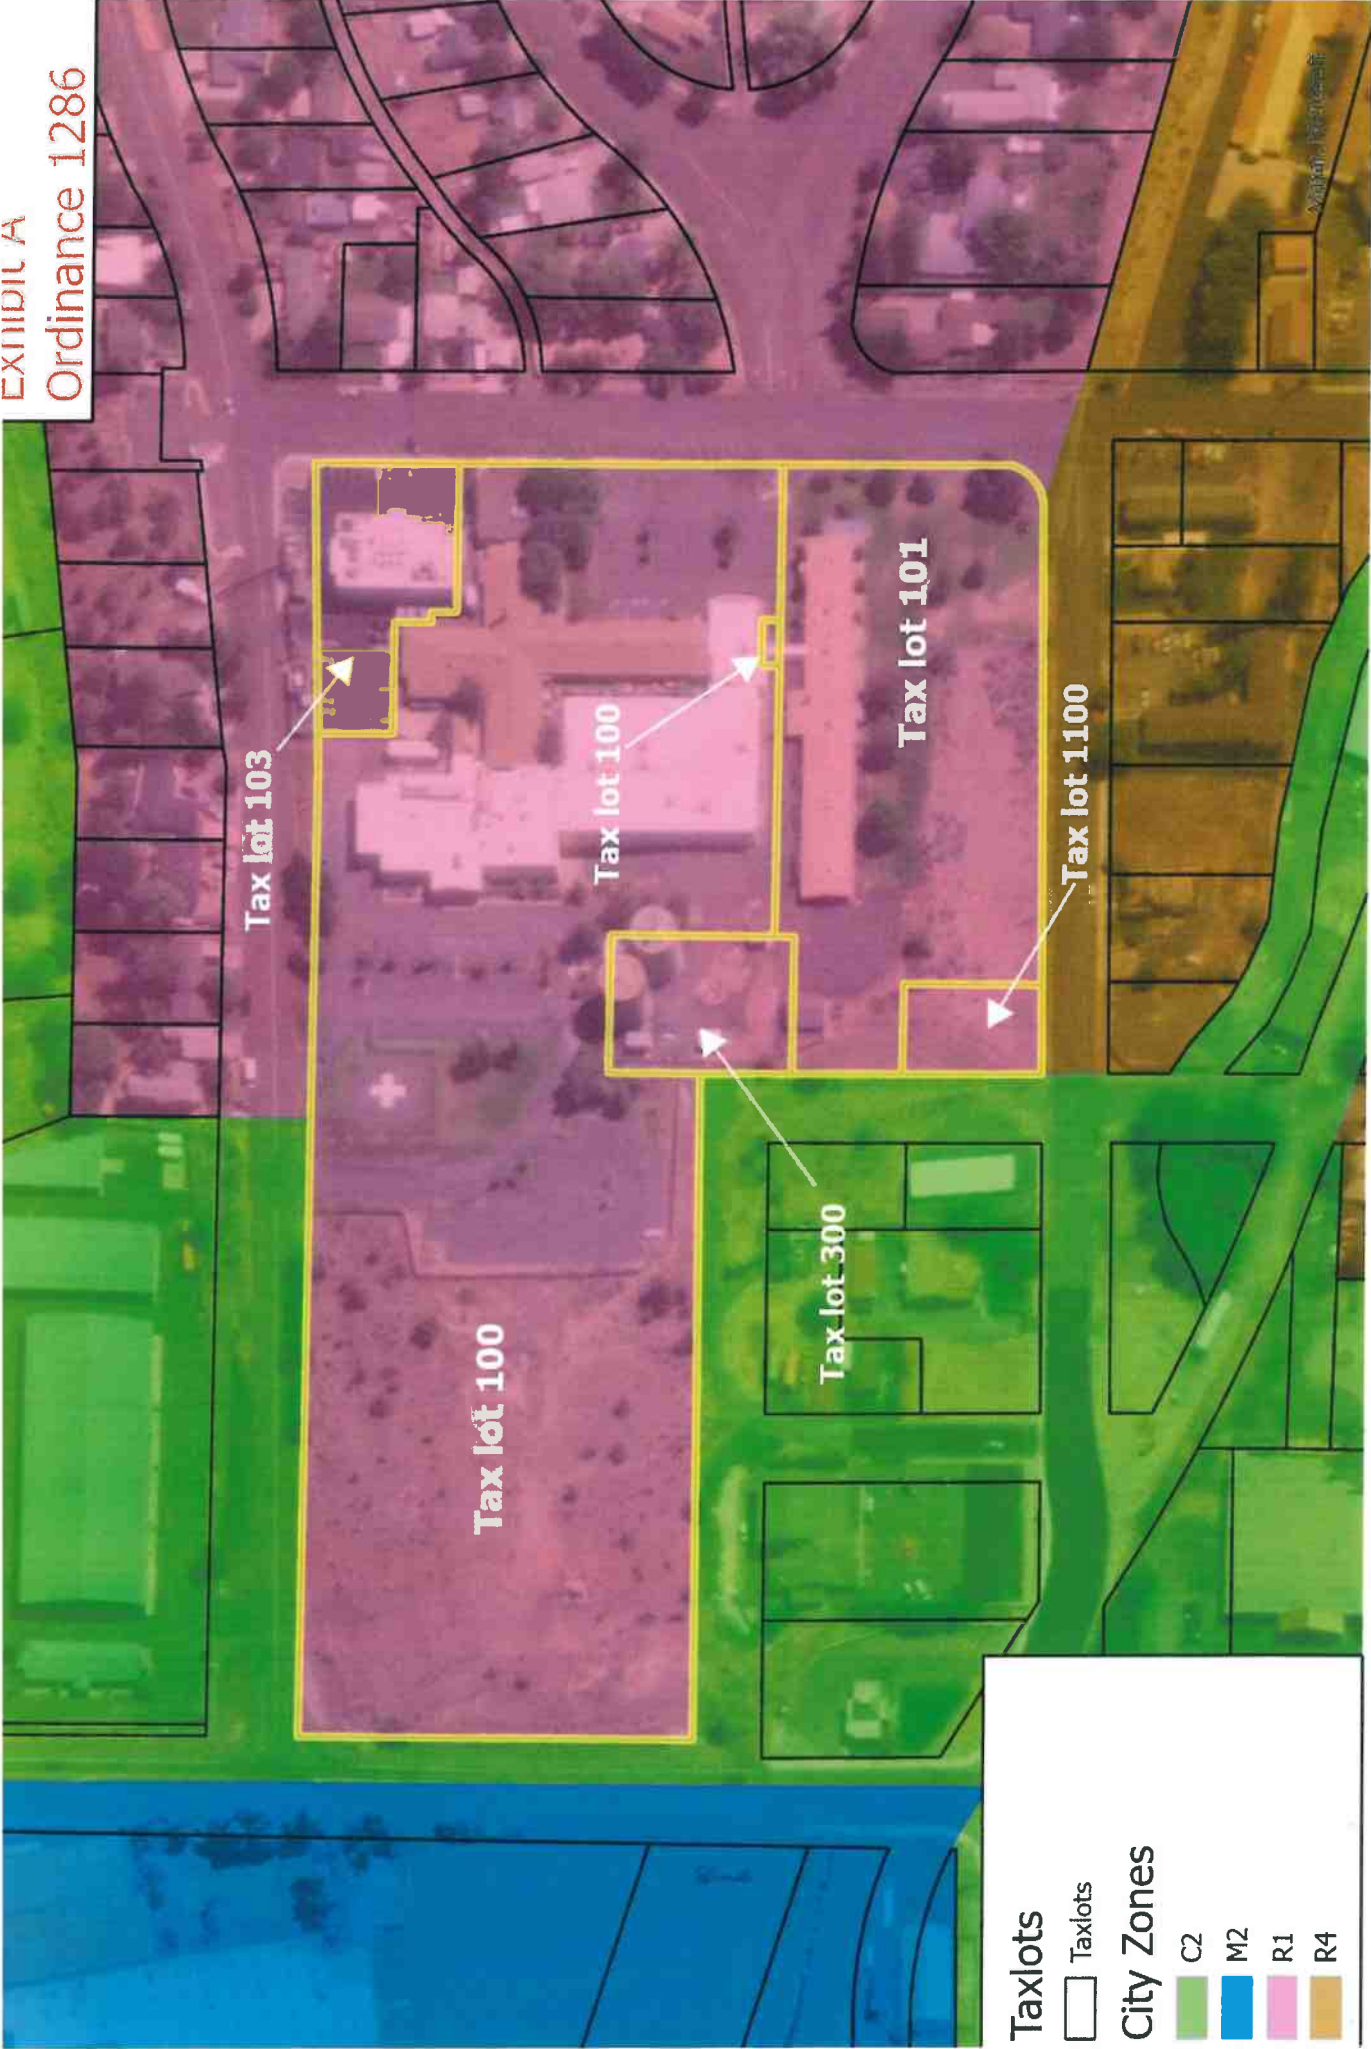 Exhibit A
Ordinance 1286
Tax lot 103
Tax lot 100
Tax lot 101
Tax lot 1100
Tax lot 300
Tax lot 100
Taxlots
Taxlots
City Zones
C2
M2
R1
R4